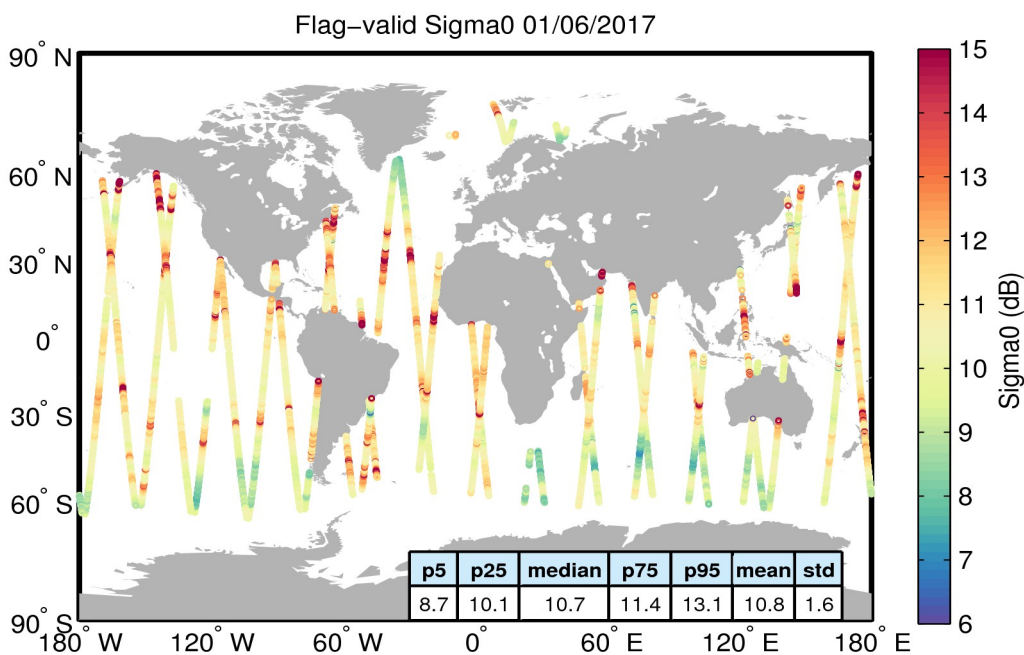 Flag−valid Sigma0 01/06/2017
90° N
60° N
30° N
0°
30° S
60° S
90° S
180° W
120° W
60° W
0°
60° E
120° E
180° E
p5 p25 median p75 p95 mean std
8.7 10.1 10.7 11.4 13.1 10.8 1.6
15
14
13
12
11
10
9
8
7
6
Sigma0 (dB)